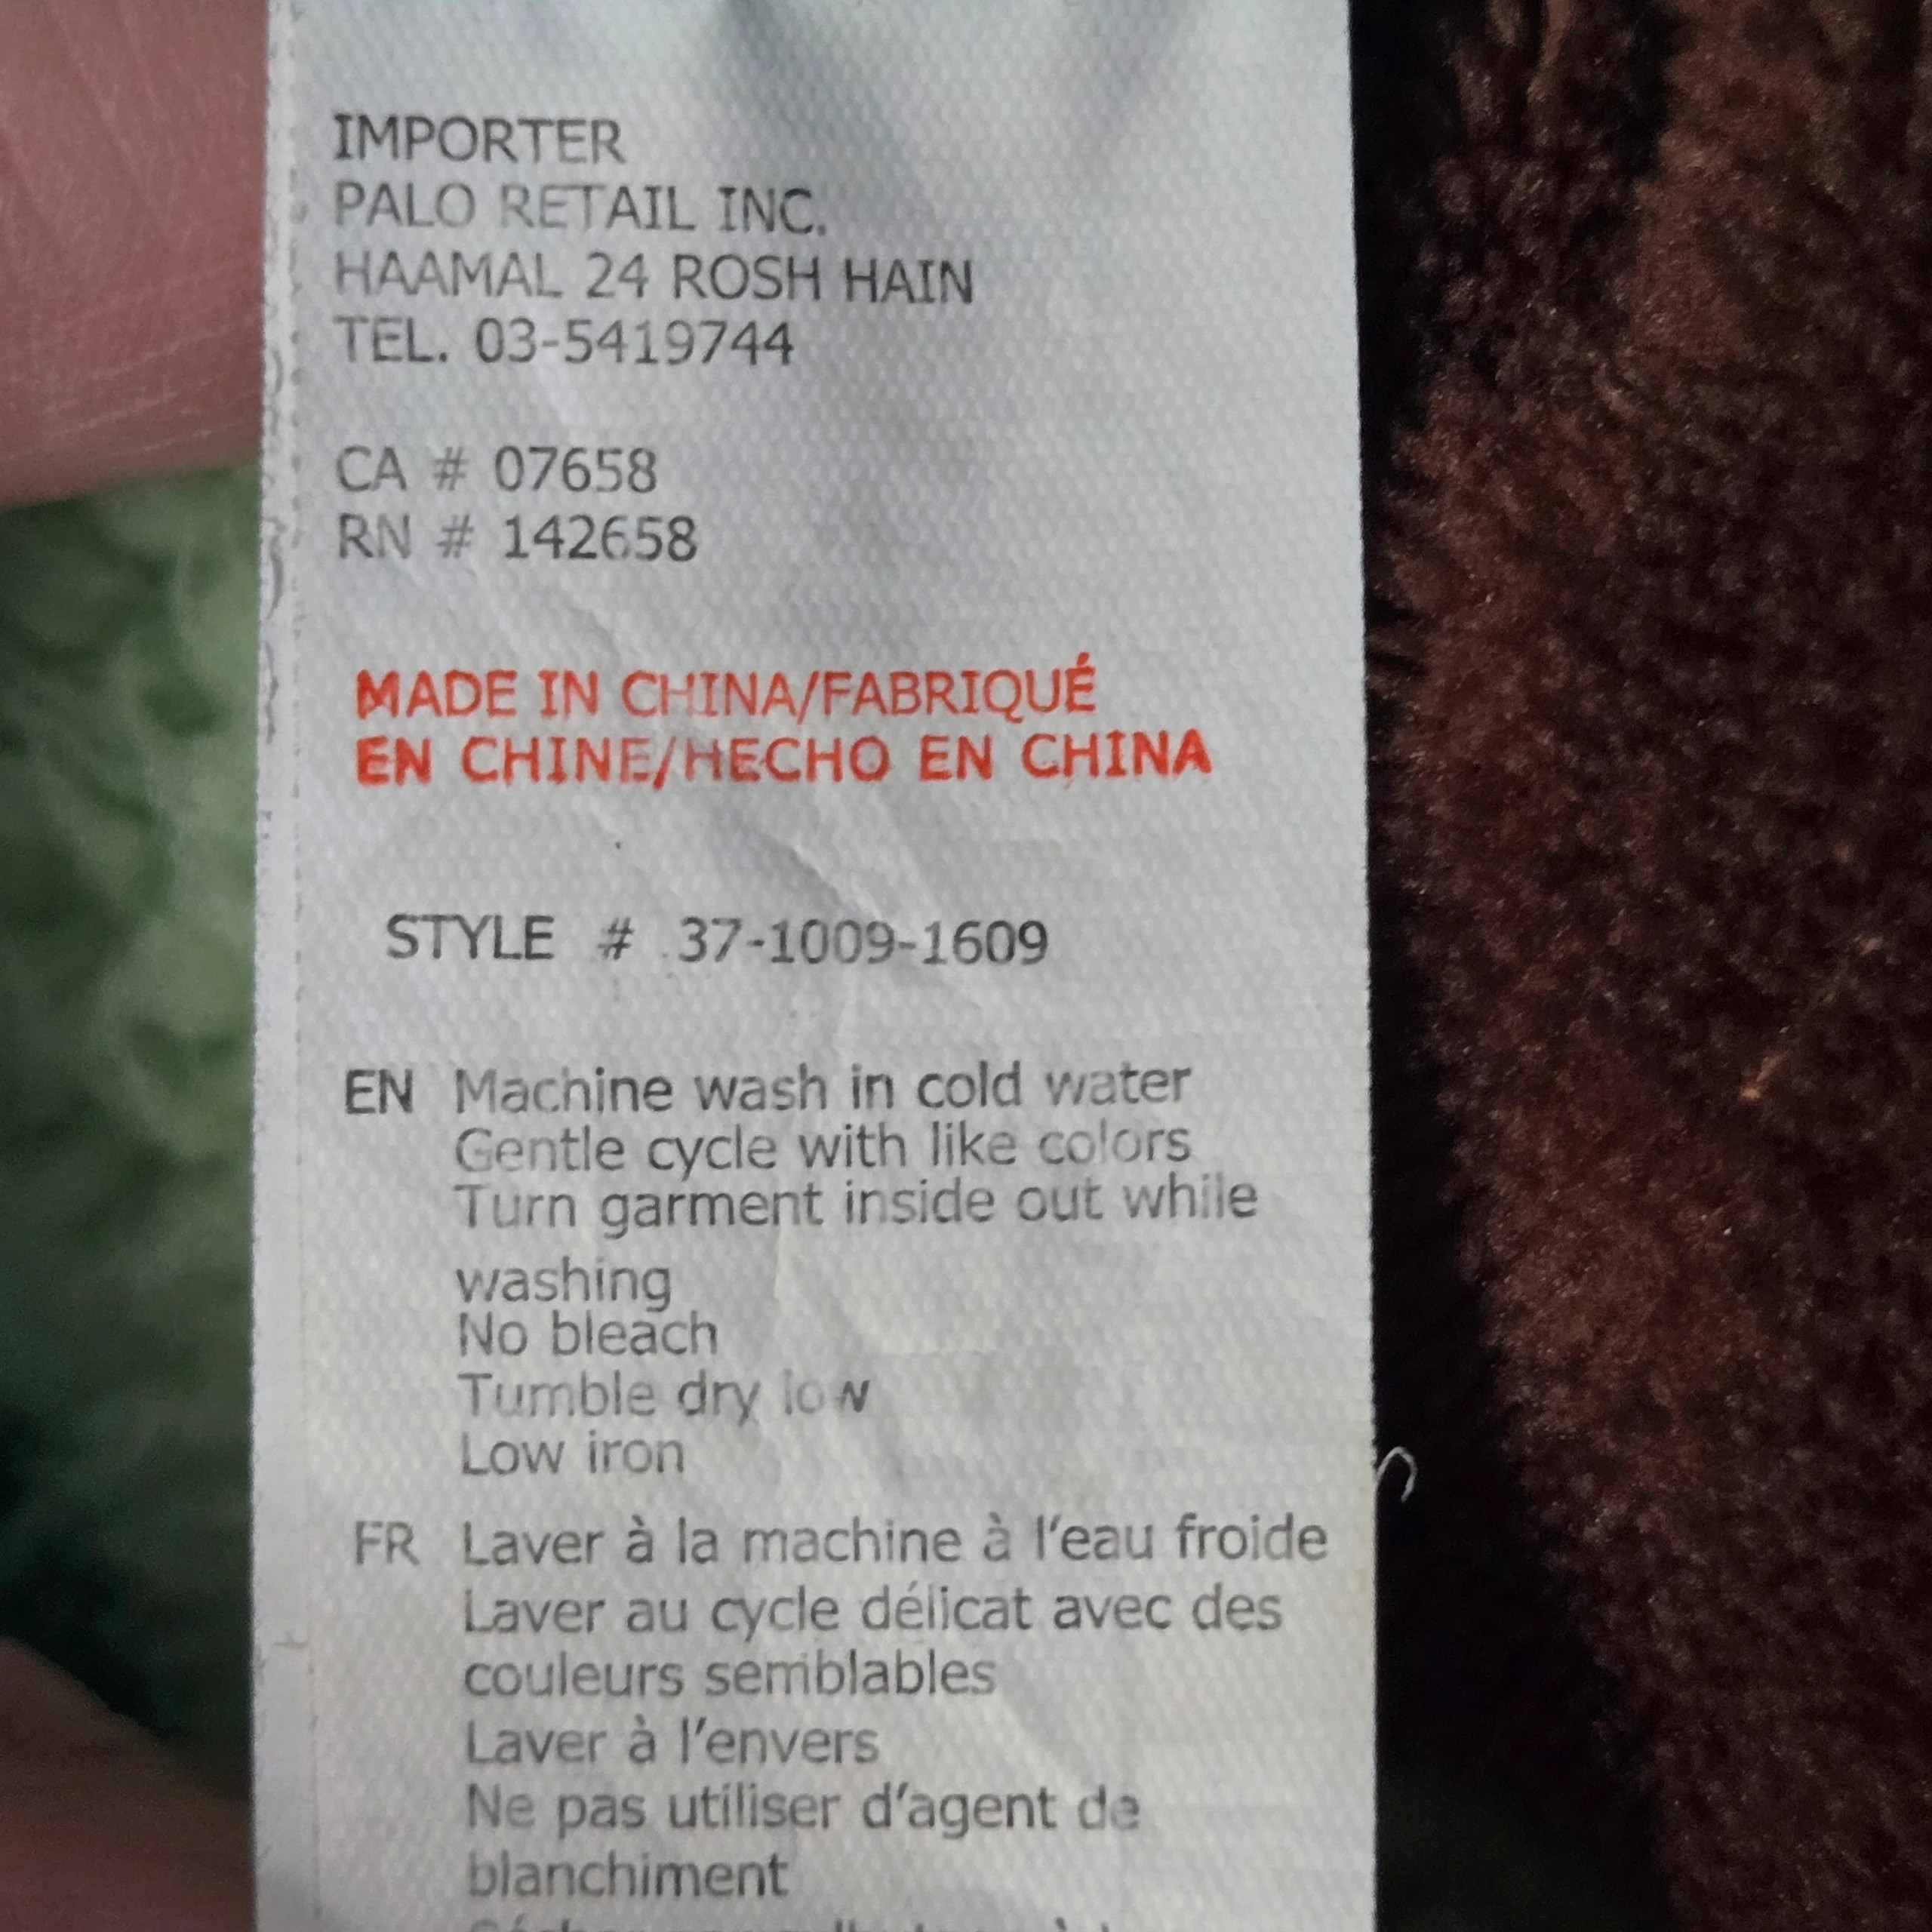 IMPORTER
PALO RETAIL INC.
HAAMAL 24 ROSH HAIN
TEL. 03-5419744
CA # 07658
RN # 142658
MADE IN CHINA/FABRIQUÉ
EN CHINE/HECHO EN CHINA
STYLE # 37-1009-1609
EN Machine wash in cold water
Gentle cycle with like colors
Turn garment inside out while
washing
No bleach
Tumble dry low
Low iron
FR Laver à la machine à l'eau froide
Laver au cycle délicat avec des
couleurs semblables
Laver à l'envers
Ne pas utiliser d'agent de
blanchiment